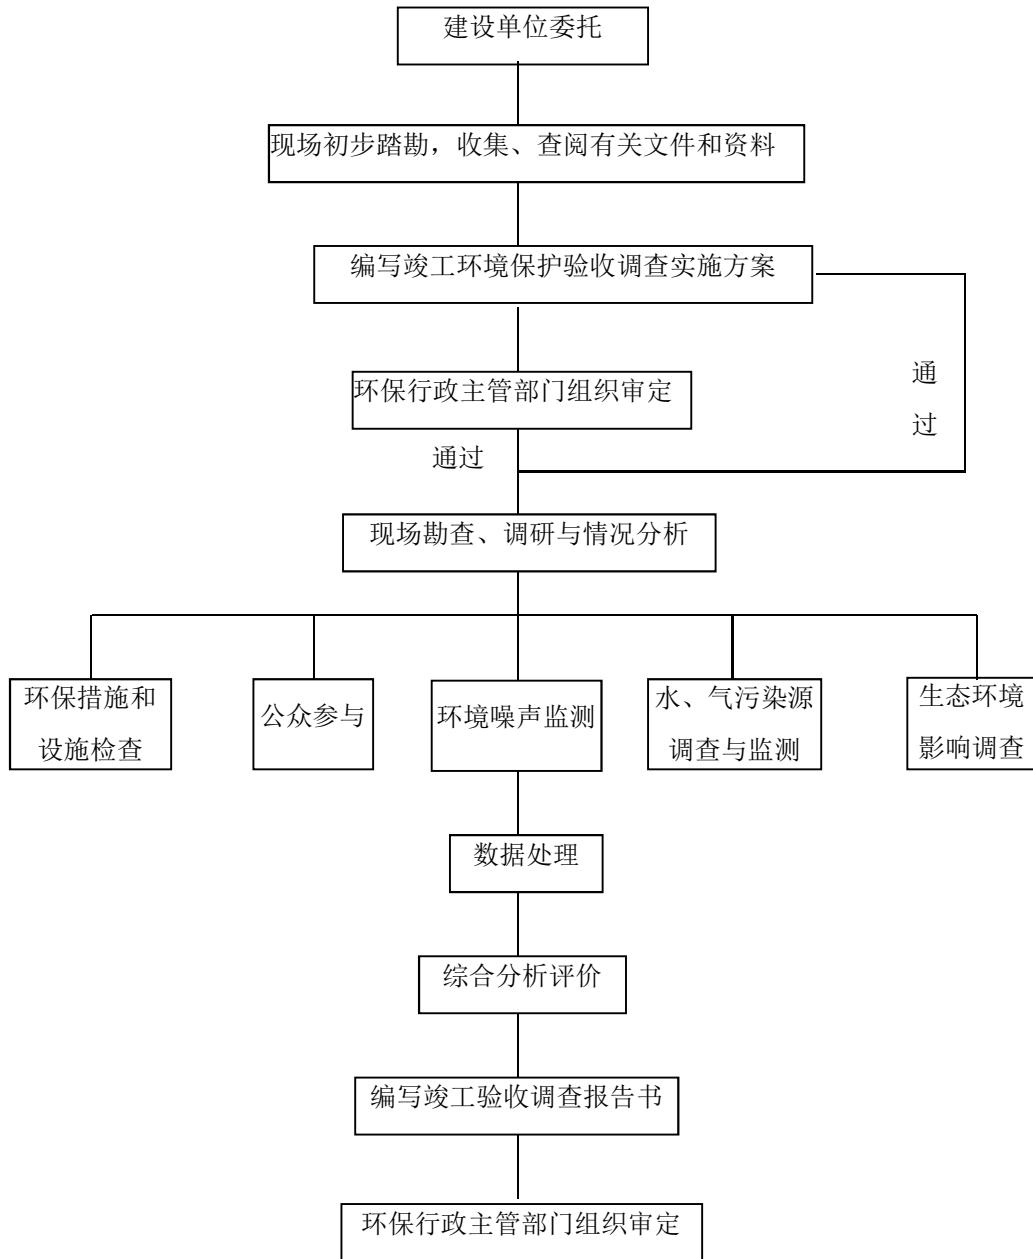 建设单位委托
现场初步踏勘，收集、查阅有关文件和资料
编写竣工环境保护验收调查实施方案
环保行政主管部门组织审定
通
过
通过
现场勘查、调研与情况分析
环保措施和
设施检查
公众参与
环境噪声监测
水、气污染源
调查与监测
生态环境
影响调查
数据处理
综合分析评价
编写竣工验收调查报告书
环保行政主管部门组织审定